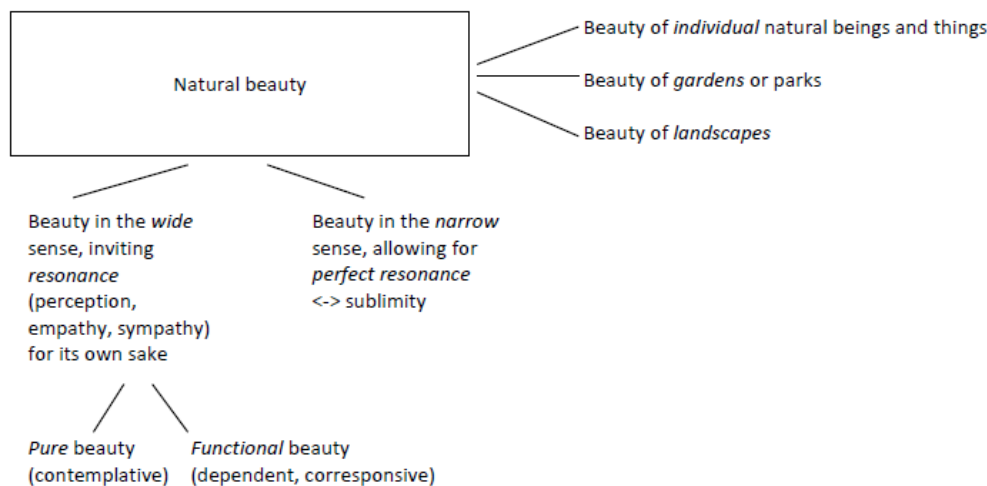 Natural beauty
Beauty of individual natural beings and things
Beauty of gardens or parks
Beauty of landscapes
Beauty in the wide
sense, inviting
resonance
(perception,
empathy, sympathy)
for its own sake
Beauty in the narrow
sense, allowing for
perfect resonance
<-> sublimity
Pure beauty
(contemplative)
Functional beauty
(dependent, corresponsive)